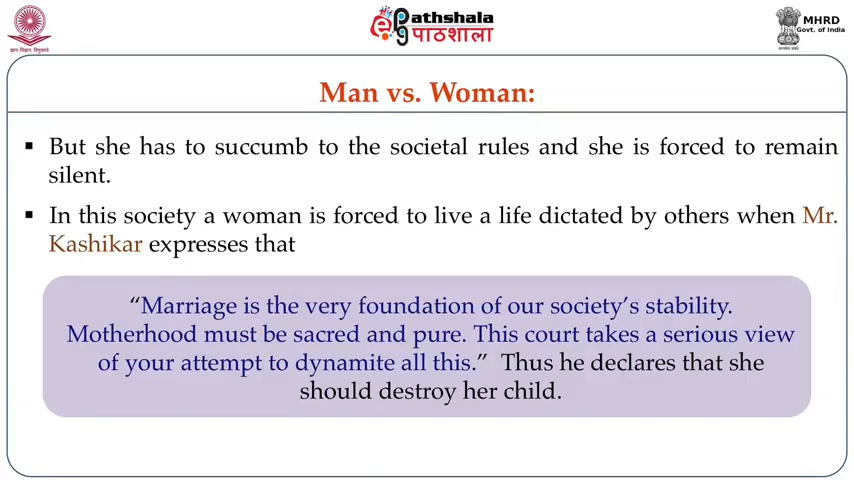 Pathshala
पाठशाला
MHRD
Govt. of India
Man vs. Woman:
▪ But she has to succumb to the societal rules and she is forced to remain
silent.
▪ In this society a woman is forced to live a life dictated by others when Mr.
Kashikar expresses that
“Marriage is the very foundation of our society’s stability.
Motherhood must be sacred and pure. This court takes a serious view
of your attempt to dynamite all this.” Thus he declares that she
should destroy her child.